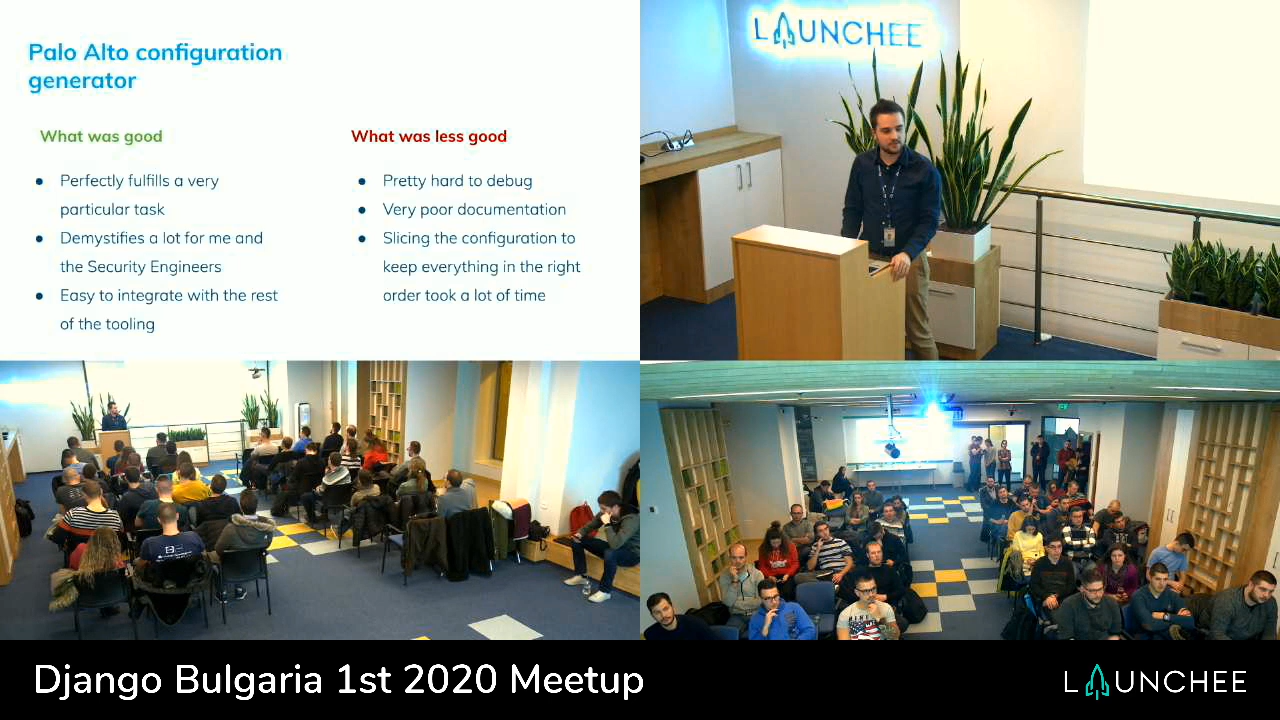 Palo Alto configuration
generator
What was good
● Perfectly fulfills a very
particular task
● Demystifies a lot for me and
the Security Engineers
● Easy to integrate with the rest
of the tooling
What was less good
● Pretty hard to debug
● Very poor documentation
● Slicing the configuration to
keep everything in the right
order took a lot of time
LAUNCHEE
Django Bulgaria 1st 2020 Meetup
LAUNCHEE